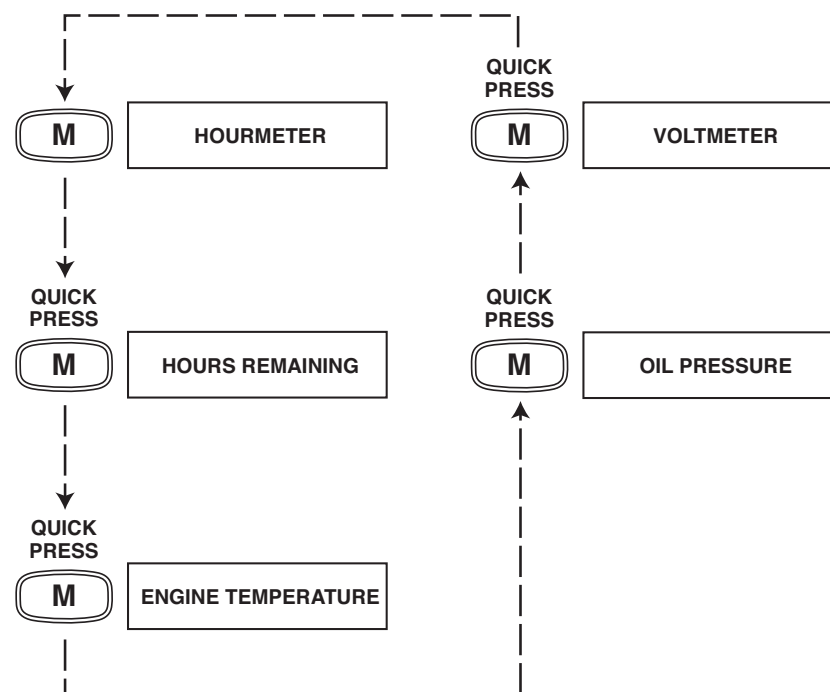 M
HOURMETER
QUICK
PRESS
M
HOURS REMAINING
QUICK
PRESS
M
ENGINE TEMPERATURE
QUICK
PRESS
M
OIL PRESSURE
QUICK
PRESS
M
VOLTMETER